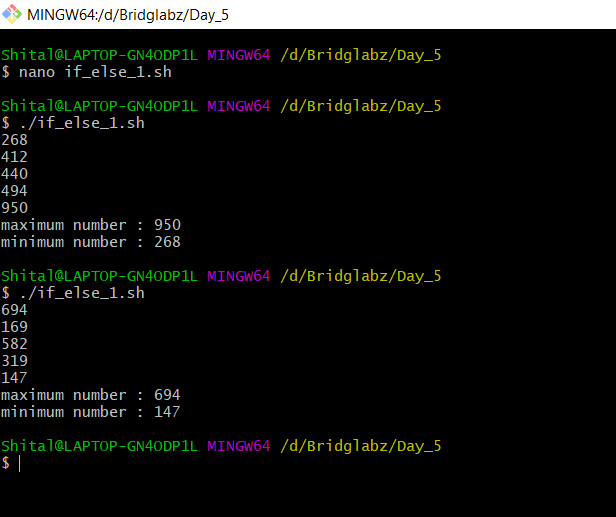 MINGW64:/d/Bridglabz/Day_5
Shital@LAPTOP-GN4ODP1L MINGW64 /d/Bridglabz/Day_5
$ nano if_else_1.sh
Shital@LAPTOP-GN4ODP1L MINGW64 /d/Bridglabz/Day_5
$ ./if_else_1.sh
268
412
440
494
950
maximum number : 950
minimum number : 268
Shital@LAPTOP-GN4ODP1L MINGW64 /d/Bridglabz/Day_5
$ ./if_else_1.sh
694
169
582
319
147
maximum number : 694
minimum number : 147
Shital@LAPTOP-GN4ODP1L MINGW64 /d/Bridglabz/Day_5
$